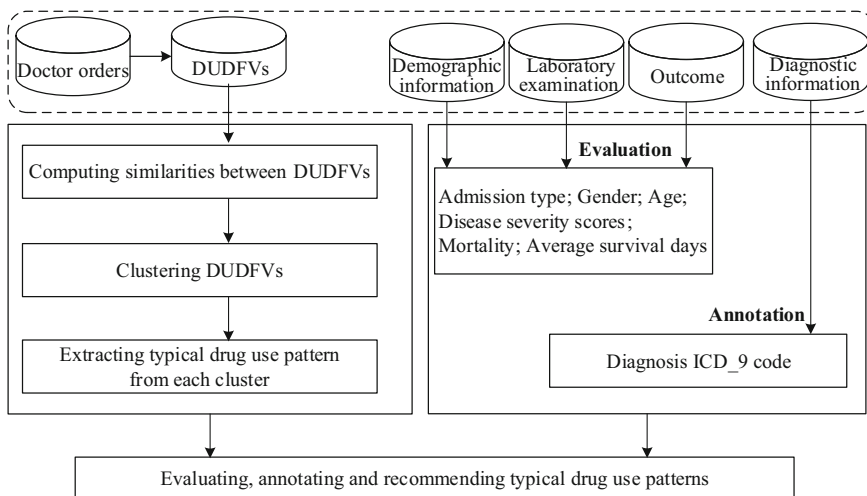 Doctor orders
DUDFVs
Demographic
information
Laboratory
examination
Outcome
Diagnostic
information
Computing similarities between DUDFVs
Clustering DUDFVs
Extracting typical drug use pattern
from each cluster
Evaluation
Admission type; Gender; Age;
Disease severity scores;
Mortality; Average survival days
Annotation
Diagnosis ICD_9 code
Evaluating, annotating and recommending typical drug use patterns